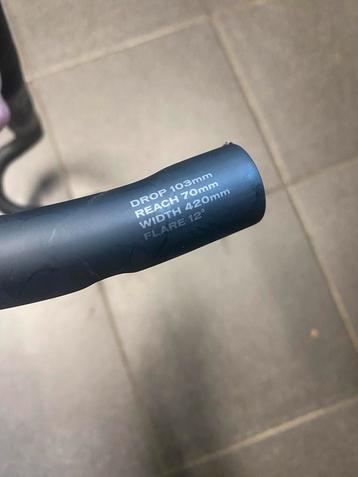 DROP 103mm
REACH 70mm
WIDTH 420mm
FLARE 12°